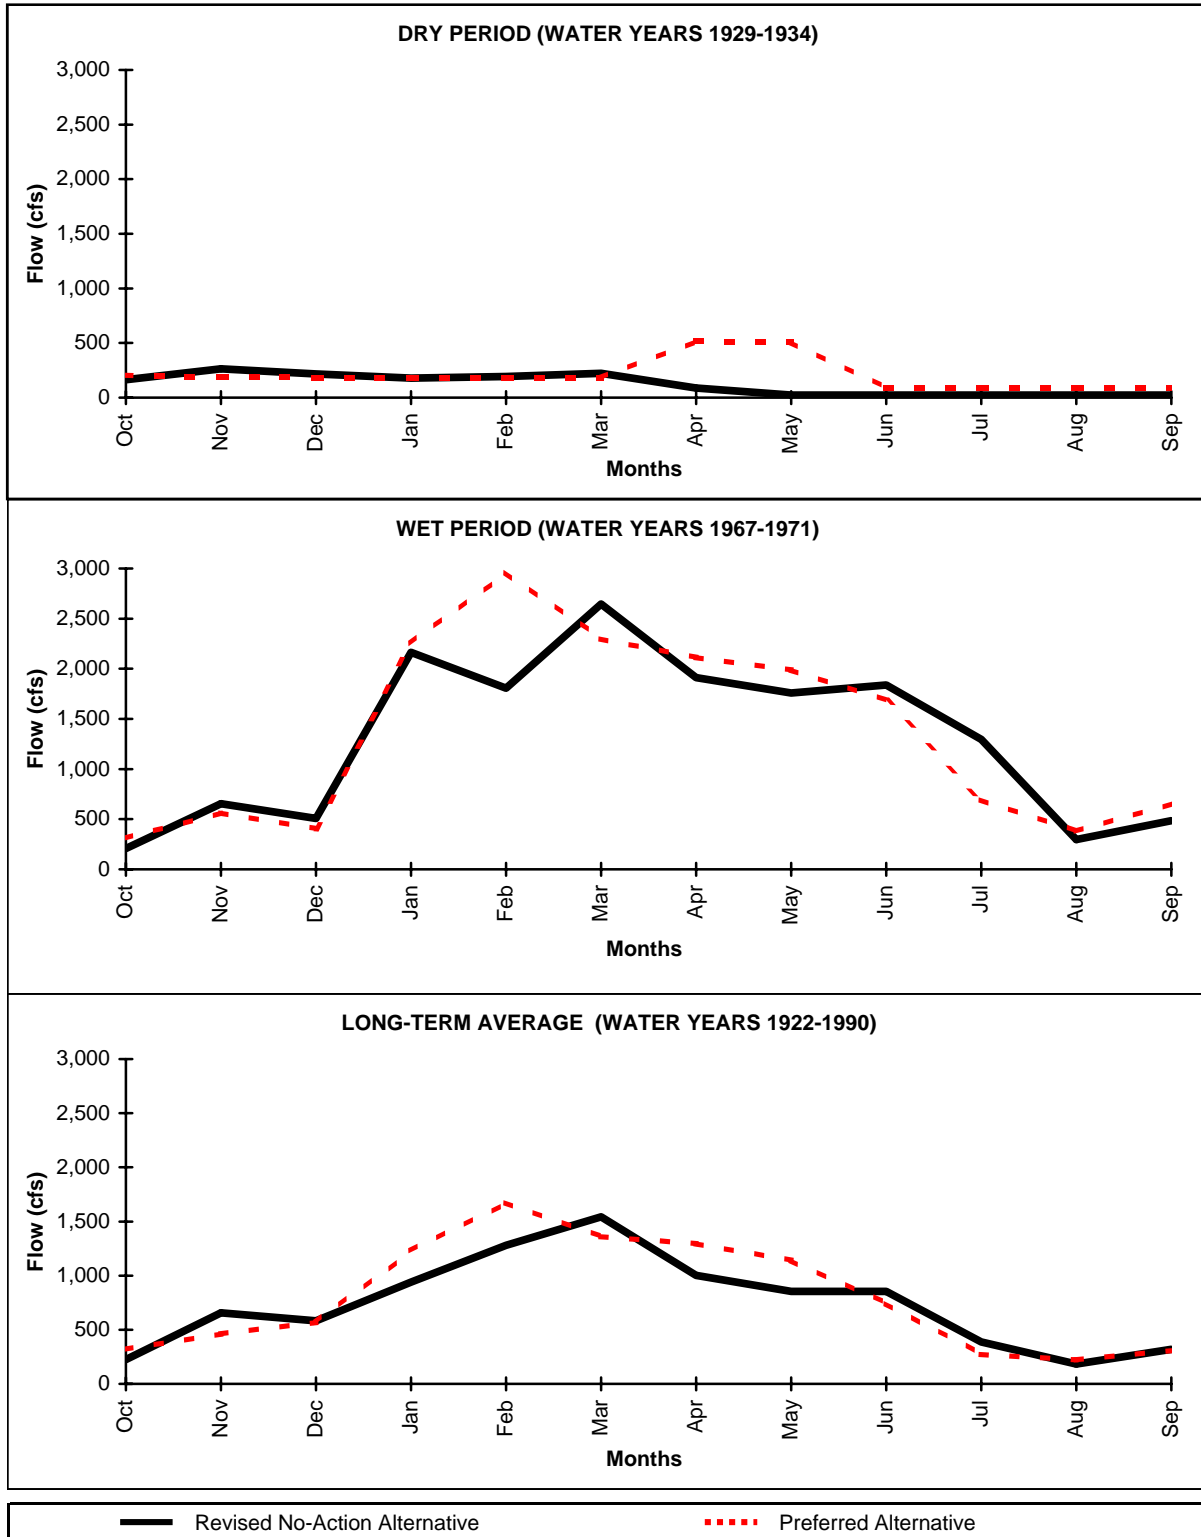 DRY PERIOD (WATER YEARS 1929-1934)
3,000
2,500
2,000
1,500
1,000
500
0
Flow (cfs)
Oct Nov Dec Jan Feb Mar Apr May Jun Jul Aug Sep
Months
WET PERIOD (WATER YEARS 1967-1971)
3,000
2,500
2,000
1,500
1,000
500
0
Flow (cfs)
Oct Nov Dec Jan Feb Mar Apr May Jun Jul Aug Sep
Months
LONG-TERM AVERAGE (WATER YEARS 1922-1990)
3,000
2,500
2,000
1,500
1,000
500
0
Flow (cfs)
Oct Nov Dec Jan Feb Mar Apr May Jun Jul Aug Sep
Months
Revised No-Action Alternative Preferred Alternative